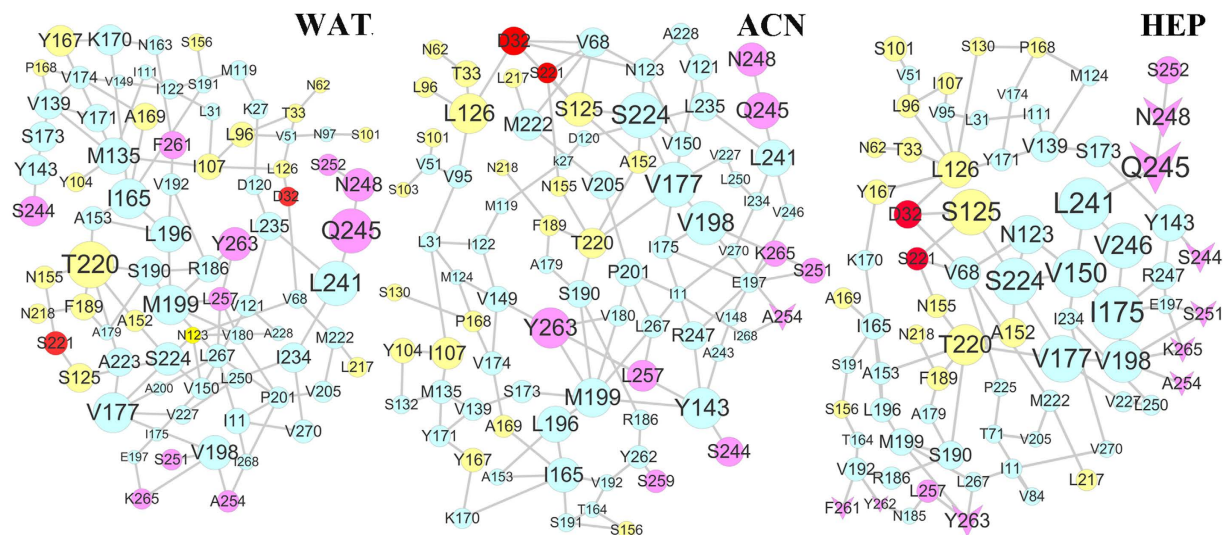 WAT.
Y167 K170 N163 S156
P168 V174 V149 I111 I122 S191 M119
V139 Y171 A169 L31 K27 N62
S173 M135 F261 L96 T33
V51 N97 S101
Y143 Y104 I107 L126 S252
S244 I165 V192 D120 D32 N248
A153 L196 L235 Q245
Y263
T220 S190 R186 L241
N155 F189 M199 L257 V121 V68
N218 A152 N123 V180 A228 M222
S221 A179 S224 L267 I234 L217
S125 A223 A200 V150 L250 P201 V205
V177 V227 I11 V270
I175 V198 I268
E197 S251
K265 A254
ACN
D32 V68 A228 N248
N62 T33 L217 S221 N123 V121
L96 L126 S125 S224 L235 Q245
S101 M222 D120 V150 L241
V51 k27 A152 V227
S103 V95 N218 N155 V205 V177 L250
M119 I234 V246
F189 V198
L31 I122 T220 I175 V270 K265
A179 P201 S251
M124 S190 I11 E197
S130 V149 V148 A254
P168 Y263 V180 L267 R247 I268
Y104 I107 V174 L257 A243
S132 M135 V139 S173 M199 Y143
Y171 A169 L196 R186 S244
Y167 A153 I165 Y262
V192 S259
K170 T164
S191 S156
HEP
S101 S130 P168 S252
V51 I107 V174 M124
L96 V95 L31 I111 N248
N62 T33 L126 Y171 V139 S173 Q245
Y167 D32 S125 L241
N123 V246 Y143
K170 S221 V68 S224 V150 R247 S244
A169 N155 I234 I175 E197 S251
I165 N218 T220 A152 V177 V198 K265
S191 A153 F189 P225 A254
S156 L196 A179 M222 V227 L250
T164 M199 S190 T71 V205 V270
V192 R186 L267 I11 L217
F261 Y262 L257 V84
N185 Y263